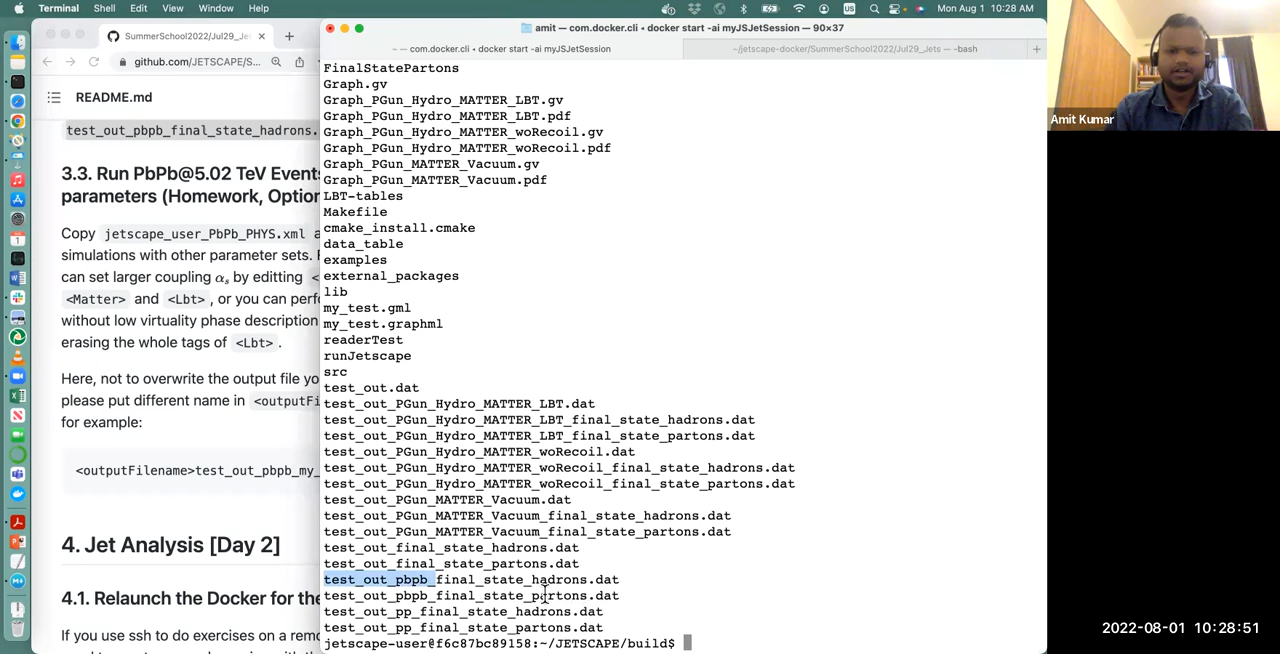 Terminal Shell Edit View Window Help
US
Mon Aug 1 10:28 AM
SummerSchool2022/Jul29_Jet
github.com/JETSCAPE/S...
README.md
test_out_pbpb_final_state_hadrons.
3.3. Run PbPb@5.02 TeV Events
parameters (Homework, Option
Copy jetscape_user_PbPb_PHYS.xml a
simulations with other parameter sets. F
can set larger coupling αs by editting <
<Matter> and <Lbt>, or you can perf
without low virtuality phase description
erasing the whole tags of <Lbt>.
Here, not to overwrite the output file yo
please put different name in <outputFi
for example:
<outputFilename>test_out_pbpb_my_
4. Jet Analysis [Day 2]
4.1. Relaunch the Docker for the
If you use ssh to do exercises on a remo
amit — com.docker.cli • docker start -ai myJSJetSession — 90×37
~ — com.docker.cli • docker start -ai myJSJetSession
~/jetscape-docker/SummerSchool2022/Jul29_Jets — -bash
FinalStatePartons
Graph.gv
Graph_PGun_Hydro_MATTER_LBT.gv
Graph_PGun_Hydro_MATTER_LBT.pdf
Graph_PGun_Hydro_MATTER_woRecoil.gv
Graph_PGun_Hydro_MATTER_woRecoil.pdf
Graph_PGun_MATTER_Vacuum.gv
Graph_PGun_MATTER_Vacuum.pdf
LBT-tables
Makefile
cmake_install.cmake
data_table
examples
external_packages
lib
my_test.gml
my_test.graphml
readerTest
runJetscape
src
test_out.dat
test_out_PGun_Hydro_MATTER_LBT.dat
test_out_PGun_Hydro_MATTER_LBT_final_state_hadrons.dat
test_out_PGun_Hydro_MATTER_LBT_final_state_partons.dat
test_out_PGun_Hydro_MATTER_woRecoil.dat
test_out_PGun_Hydro_MATTER_woRecoil_final_state_hadrons.dat
test_out_PGun_Hydro_MATTER_woRecoil_final_state_partons.dat
test_out_PGun_MATTER_Vacuum.dat
test_out_PGun_MATTER_Vacuum_final_state_hadrons.dat
test_out_PGun_MATTER_Vacuum_final_state_partons.dat
test_out_final_state_hadrons.dat
test_out_final_state_partons.dat
test_out_pbpb_final_state_hadrons.dat
test_out_pbpb_final_state_partons.dat
test_out_pp_final_state_hadrons.dat
test_out_pp_final_state_partons.dat
jetscape-user@f6c87bc89158:~/JETSCAPE/build$
Amit Kumar
2022-08-01 10:28:51